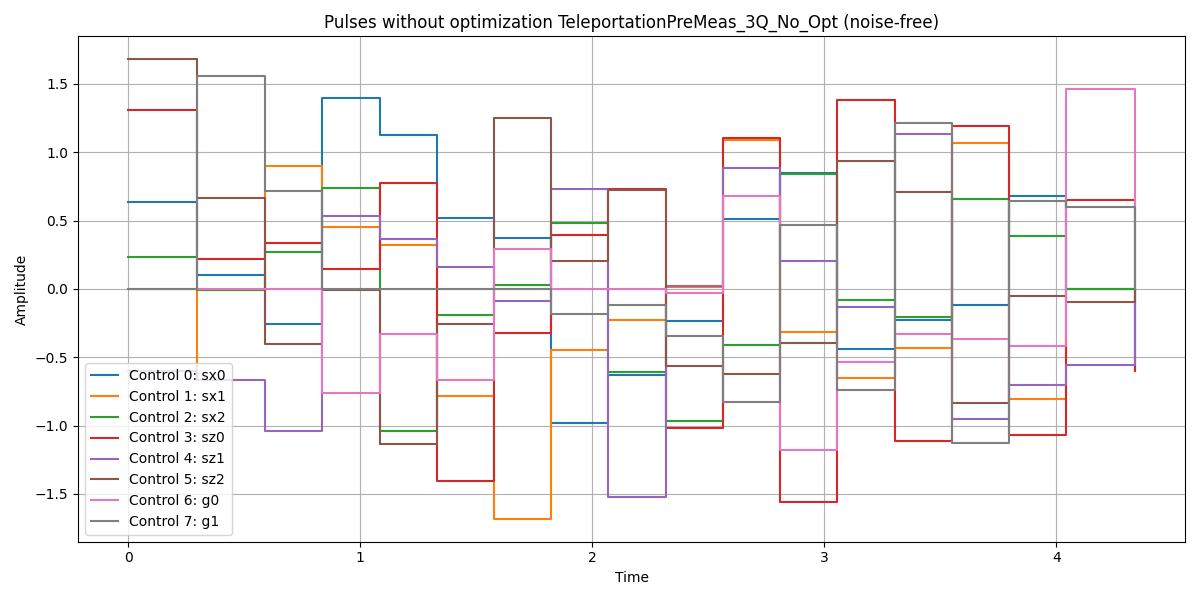 Pulses without optimization TeleportationPreMeas_3Q_No_Opt (noise-free)
Amplitude
1.5
1.0
0.5
0.0
−0.5
−1.0
−1.5
Control 0: sx0
Control 1: sx1
Control 2: sx2
Control 3: sz0
Control 4: sz1
Control 5: sz2
Control 6: g0
Control 7: g1
0 1 2 3 4
Time